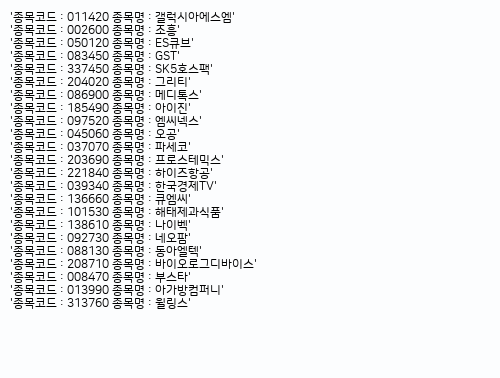 '종목코드 : 011420 종목명 : 갤럭시아에스엠'
'종목코드 : 002600 종목명 : 조흥'
'종목코드 : 050120 종목명 : ES큐브'
'종목코드 : 083450 종목명 : GST'
'종목코드 : 337450 종목명 : SK5호스팩'
'종목코드 : 204020 종목명 : 그리티'
'종목코드 : 086900 종목명 : 메디톡스'
'종목코드 : 185490 종목명 : 아이진'
'종목코드 : 097520 종목명 : 엠씨넥스'
'종목코드 : 045060 종목명 : 오공'
'종목코드 : 037070 종목명 : 파세코'
'종목코드 : 203690 종목명 : 프로스테믹스'
'종목코드 : 221840 종목명 : 하이즈항공'
'종목코드 : 039340 종목명 : 한국경제TV'
'종목코드 : 136660 종목명 : 큐엠씨'
'종목코드 : 101530 종목명 : 해태제과식품'
'종목코드 : 138610 종목명 : 나이벡'
'종목코드 : 092730 종목명 : 네오팜'
'종목코드 : 088130 종목명 : 동아엘텍'
'종목코드 : 208710 종목명 : 바이오로그디바이스'
'종목코드 : 008470 종목명 : 부스타'
'종목코드 : 013990 종목명 : 아가방컴퍼니'
'종목코드 : 313760 종목명 : 윌링스'